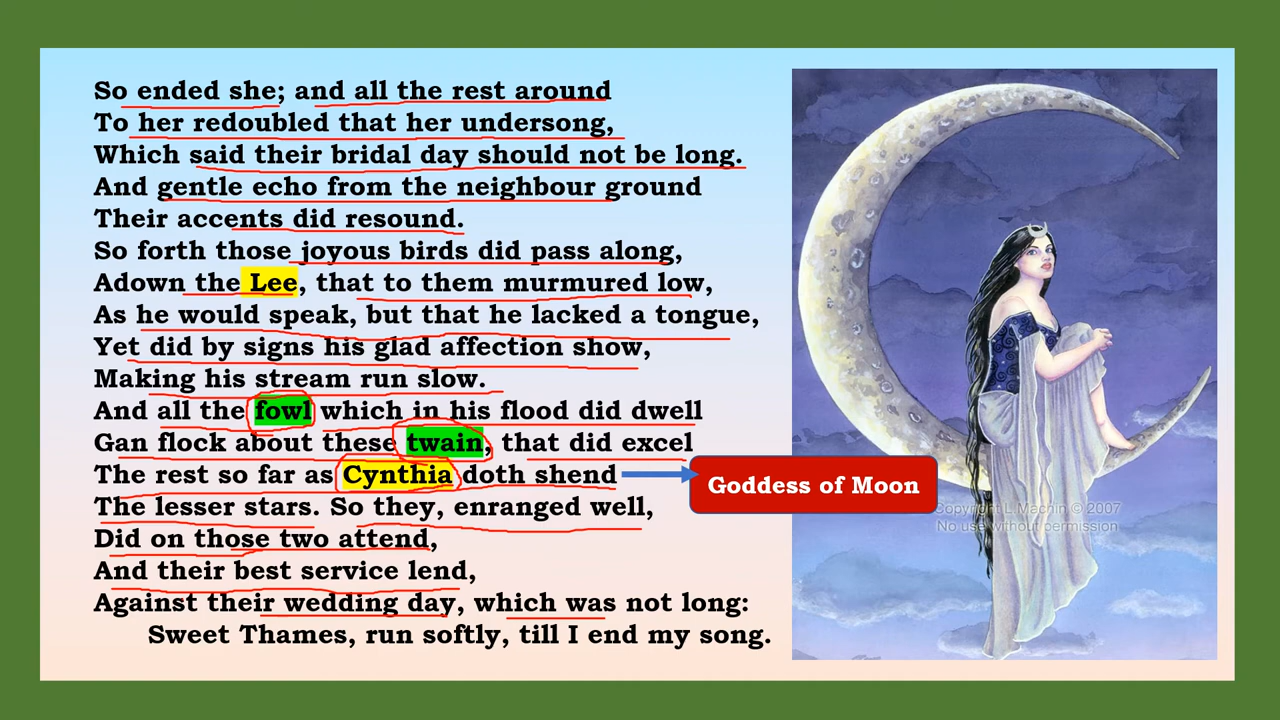 So ended she; and all the rest around
To her redoubled that her undersong,
Which said their bridal day should not be long.
And gentle echo from the neighbour ground
Their accents did resound.
So forth those joyous birds did pass along,
Adown the Lee, that to them murmured low,
As he would speak, but that he lacked a tongue,
Yet did by signs his glad affection show,
Making his stream run slow.
And all the fowl which in his flood did dwell
Gan flock about these twain, that did excel
The rest so far as Cynthia doth shend
Goddess of Moon
The lesser stars. So they, enranged well,
Did on those two attend,
And their best service lend,
Against their wedding day, which was not long:
Sweet Thames, run softly, till I end my song.
Copyright L.Machin © 2007
No use without permission